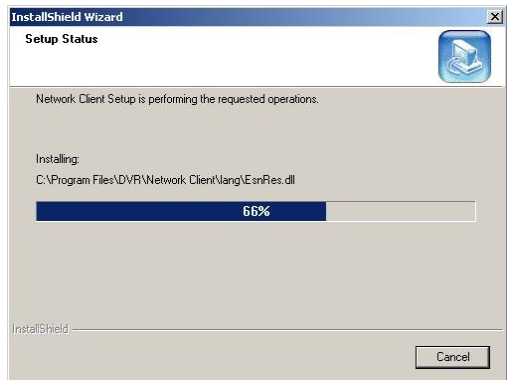 InstallShield Wizard
Setup Status
Network Client Setup is performing the requested operations.
Installing:
C:\Program Files\DVR\Network Client\lang\EsnRes.dll
66%
InstallShield
Cancel